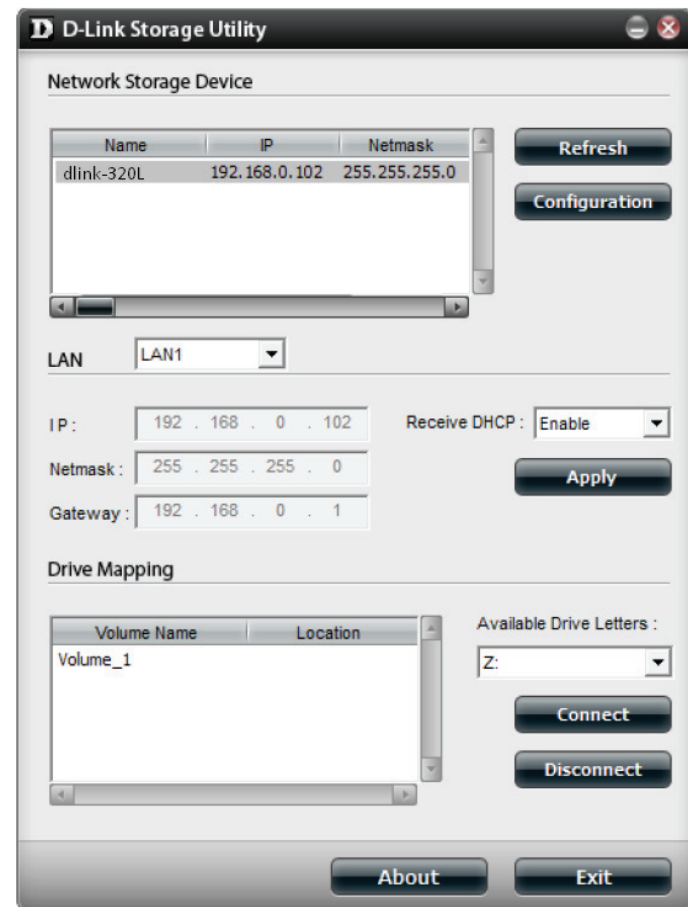 D-Link Storage Utility
Network Storage Device
Name IP Netmask
dlink-320L 192.168.0.102 255.255.255.0
Refresh
Configuration
LAN LAN1
IP: 192 . 168 . 0 . 102 Receive DHCP : Enable
Netmask : 255 . 255 . 255 . 0
Apply
Gateway : 192 . 168 . 0 . 1
Drive Mapping
Volume Name Location
Volume_1
Available Drive Letters :
Z:
Connect
Disconnect
About Exit